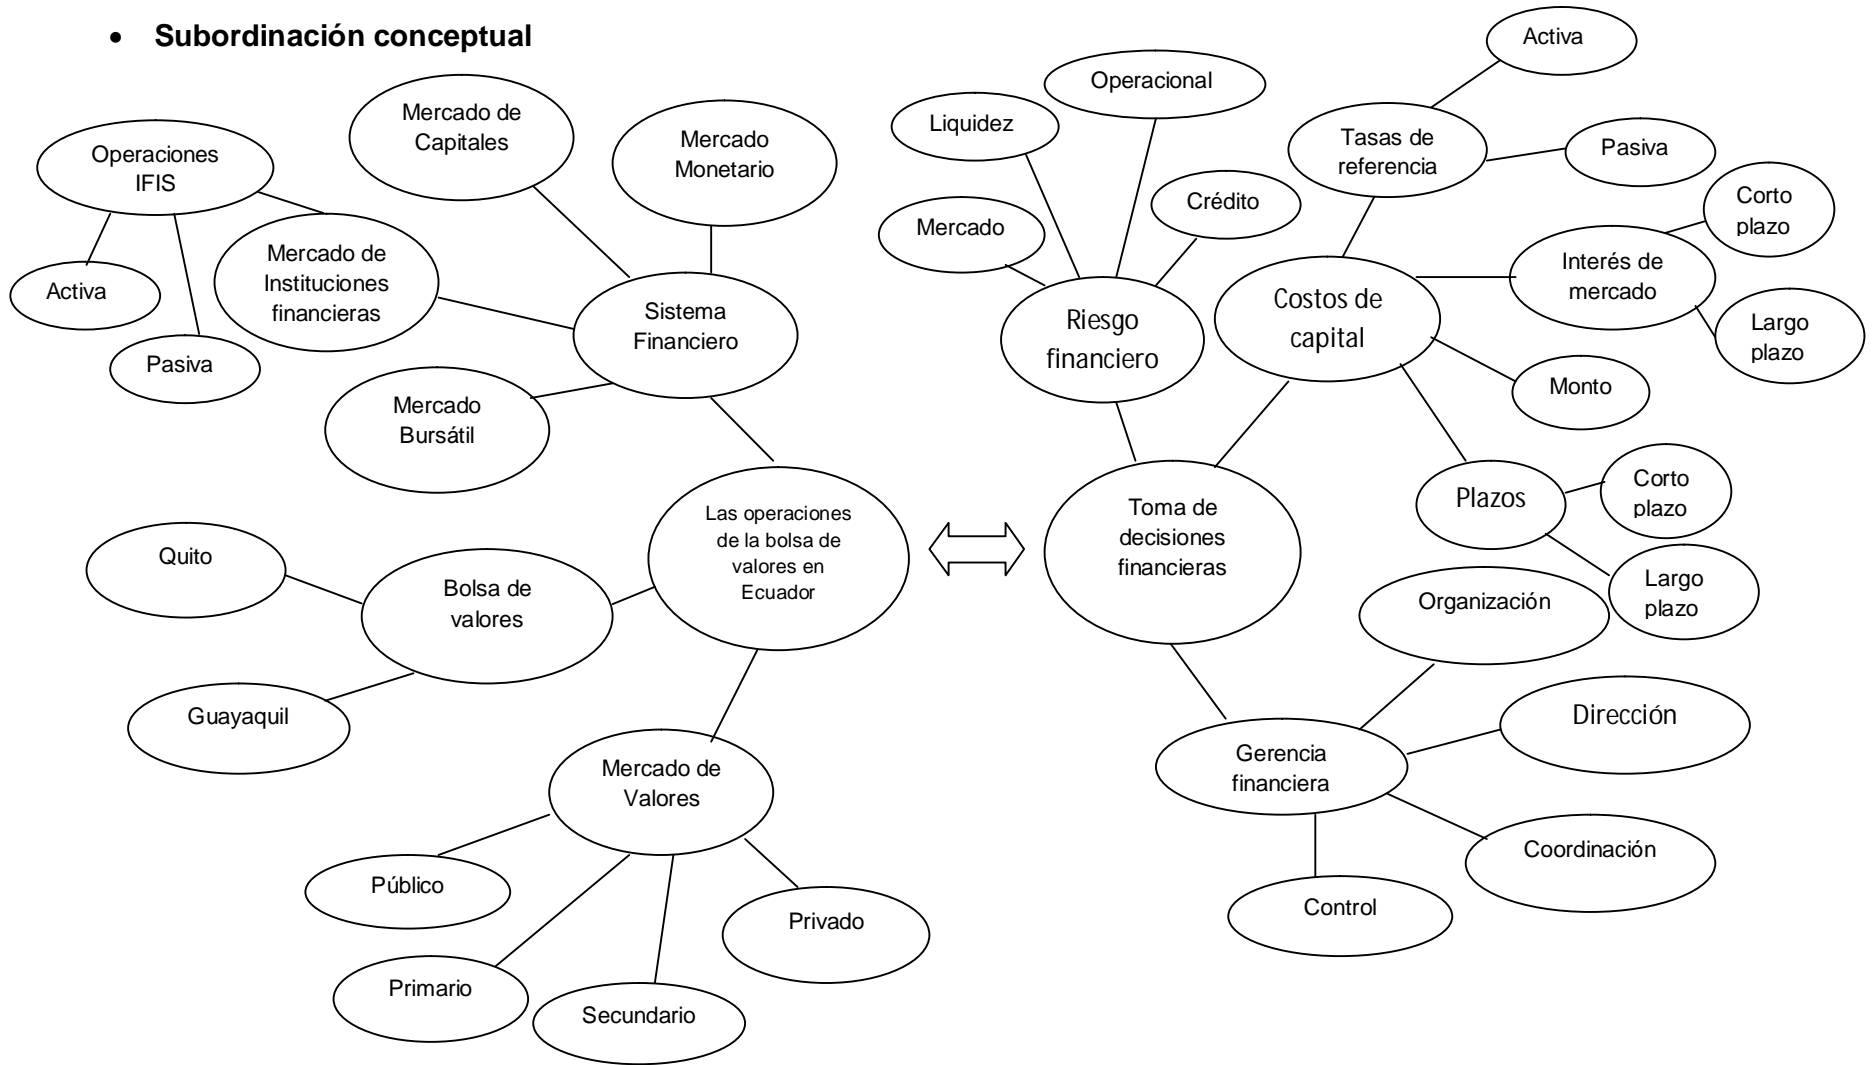 • Subordinación conceptual
Operaciones
IFIS
Mercado de
Capitales
Mercado
Monetario
Mercado de
Instituciones
financieras
Activa
Pasiva
Sistema
Financiero
Mercado
Bursátil
Las operaciones
de la bolsa de
valores en
Ecuador
Quito
Bolsa de
valores
Guayaquil
Mercado de
Valores
Público
Primario
Secundario
Privado
Operacional
Liquidez
Crédito
Mercado
Riesgo
financiero
Activa
Tasas de
referencia
Pasiva
Corto
plazo
Interés de
mercado
Largo
plazo
Costos de
capital
Monto
Plazos
Corto
plazo
Largo
plazo
Toma de
decisiones
financieras
Organización
Dirección
Gerencia
financiera
Coordinación
Control